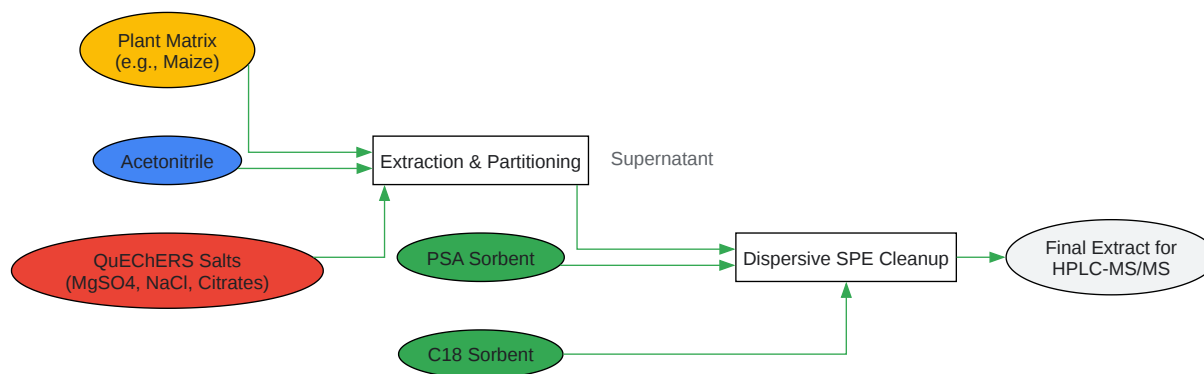 Plant Matrix
(e.g., Maize)
Acetonitrile
Extraction & Partitioning
Supernatant
QuEChERS Salts
(MgSO4, NaCl, Citrates)
PSA Sorbent
Dispersive SPE Cleanup
Final Extract for
HPLC-MS/MS
C18 Sorbent